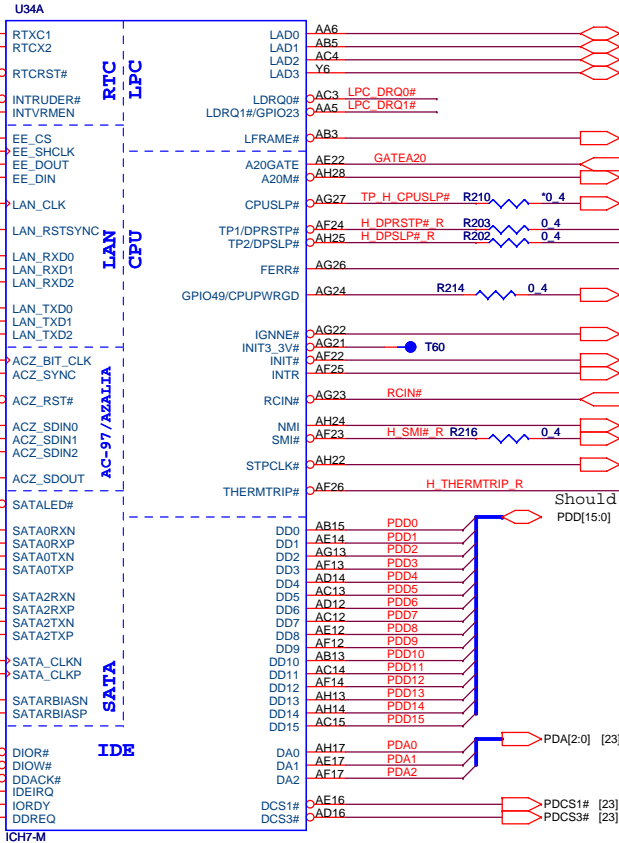 U34A
RTXC1
RTCX2
RTCRST#
INTRUDER#
INTVRMEN
EE_CS
EE_SHCLK
EE_DOUT
EE_DIN
LAN_CLK
LAN_RSTSYNC
LAN_RXD0
LAN_RXD1
LAN_RXD2
LAN_TXD0
LAN_TXD1
LAN_TXD2
ACZ_BIT_CLK
ACZ_SYNC
ACZ_RST#
ACZ_SDIN0
ACZ_SDIN1
ACZ_SDIN2
ACZ_SDOUT
SATALED#
SATA0RXN
SATA0RXP
SATA0TXN
SATA0TXP
SATA2RXN
SATA2RXP
SATA2TXN
SATA2TXP
SATA_CLKN
SATA_CLKP
SATARBIASN
SATARBIASP
DIOR#
DIOW#
DDACK#
IDEIRQ
IORDY
DDREQ
ICH7-M
RTC
LPC
LAN
CPU
AC-97/AZALIA
SATA
IDE
LAD0 AA6
LAD1 AB5
LAD2 AC4
LAD3 Y6
LDRQ0# AC3 LPC_DRQ0#
LDRQ1#/GPIO23 AA5 LPC_DRQ1#
LFRAME# AB3
A20GATE AE22 GATEA20
A20M# AH28
CPUSLP# AG27 TP_H_CPUSLP# R210 *0_4
TP1/DPRSTP# AF24 H_DPRSTP#_R R203 0_4
TP2/DPSLP# AH25 H_DPSLP#_R R202 0_4
FERR# AG26
GPIO49/CPUPWRGD AG24 R214 0_4
IGNNE# AG22
INIT3_3V# AG21 T60
INIT# AF22
INTR AF25
RCIN# AG23 RCIN#
NMI AH24
SMI# AF23 H_SMI#_R R216 0_4
STPCLK# AH22
THERMTRIP# AF26 H_THERMTRIP_R
Should
PDD[15:0]
DD0 AB15 PDD0
DD1 AE14 PDD1
DD2 AG13 PDD2
DD3 AF13 PDD3
DD4 AD14 PDD4
DD5 AC13 PDD5
DD6 AD12 PDD6
DD7 AC12 PDD7
DD8 AE12 PDD8
DD9 AF12 PDD9
DD10 AB13 PDD10
DD11 AC14 PDD11
DD12 AF14 PDD12
DD13 AH13 PDD13
DD14 AH14 PDD14
DD15 AC15 PDD15
DA0 AH17 PDA0 PDA[2:0] [23]
DA1 AE17 PDA1
DA2 AF17 PDA2
DCS1# AE16 PDCS1# [23]
DCS3# AD16 PDCS3# [23]